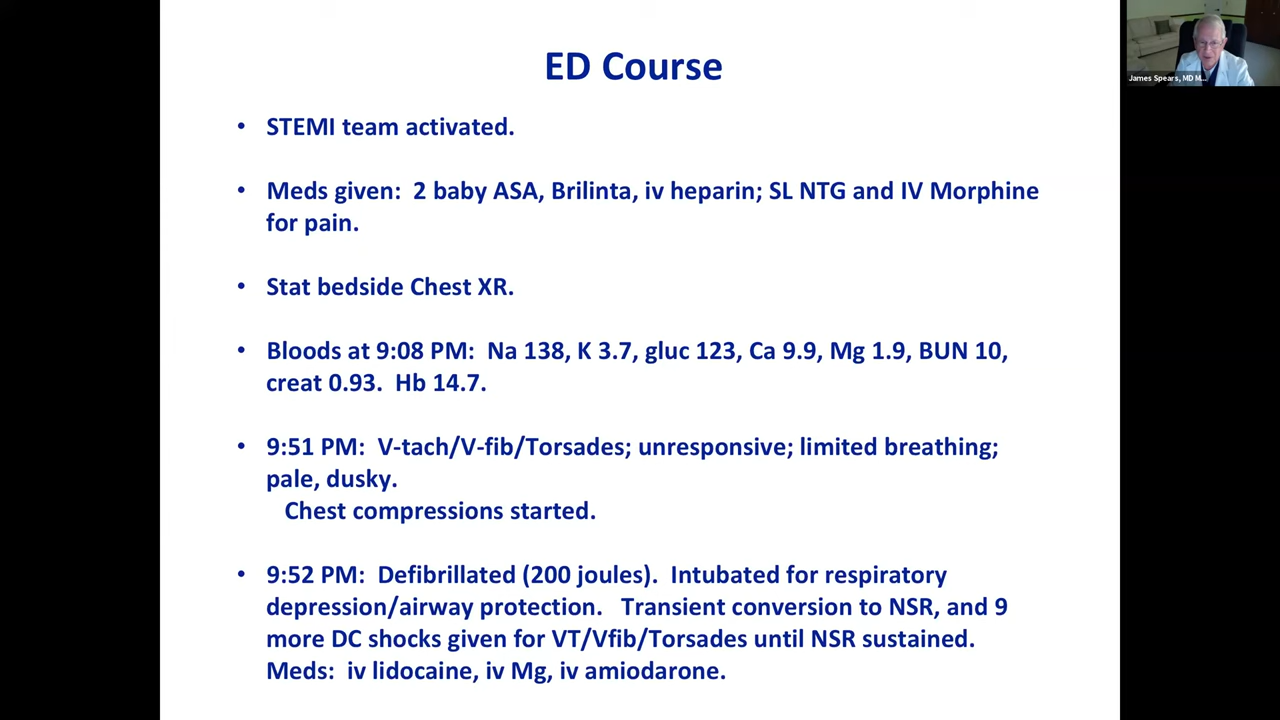 ED Course
• STEMI team activated.
• Meds given: 2 baby ASA, Brilinta, iv heparin; SL NTG and IV Morphine
for pain.
• Stat bedside Chest XR.
• Bloods at 9:08 PM: Na 138, K 3.7, gluc 123, Ca 9.9, Mg 1.9, BUN 10,
creat 0.93. Hb 14.7.
• 9:51 PM: V-tach/V-fib/Torsades; unresponsive; limited breathing;
pale, dusky.
Chest compressions started.
• 9:52 PM: Defibrillated (200 joules). Intubated for respiratory
depression/airway protection. Transient conversion to NSR, and 9
more DC shocks given for VT/Vfib/Torsades until NSR sustained.
Meds: iv lidocaine, iv Mg, iv amiodarone.
James Spears, MD M...